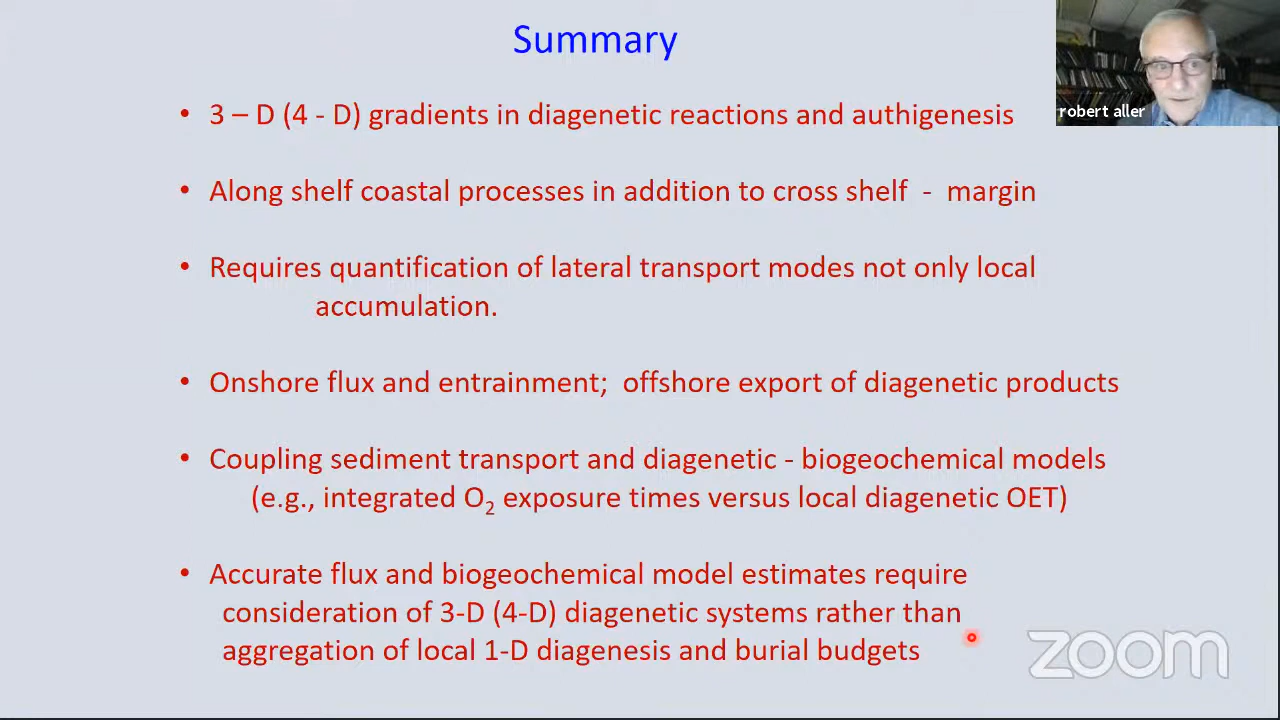 Summary
robert aller
• 3 – D (4 - D) gradients in diagenetic reactions and authigenesis
• Along shelf coastal processes in addition to cross shelf - margin
• Requires quantification of lateral transport modes not only local
accumulation.
• Onshore flux and entrainment; offshore export of diagenetic products
• Coupling sediment transport and diagenetic - biogeochemical models
(e.g., integrated O₂ exposure times versus local diagenetic OET)
• Accurate flux and biogeochemical model estimates require
consideration of 3-D (4-D) diagenetic systems rather than
aggregation of local 1-D diagenesis and burial budgets
zoom